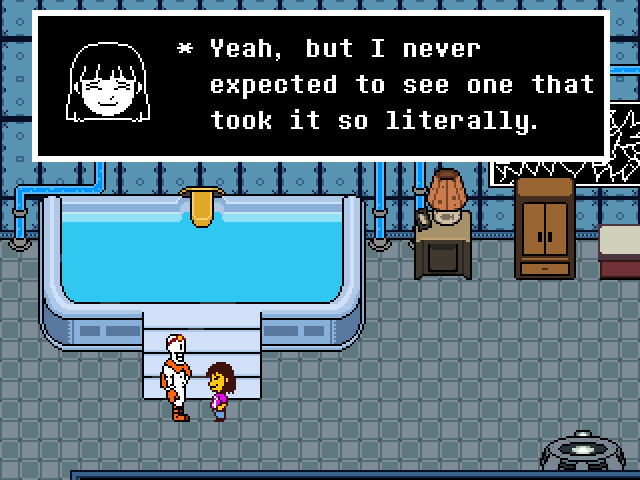 * Yeah, but I never
expected to see one that
took it so literally.